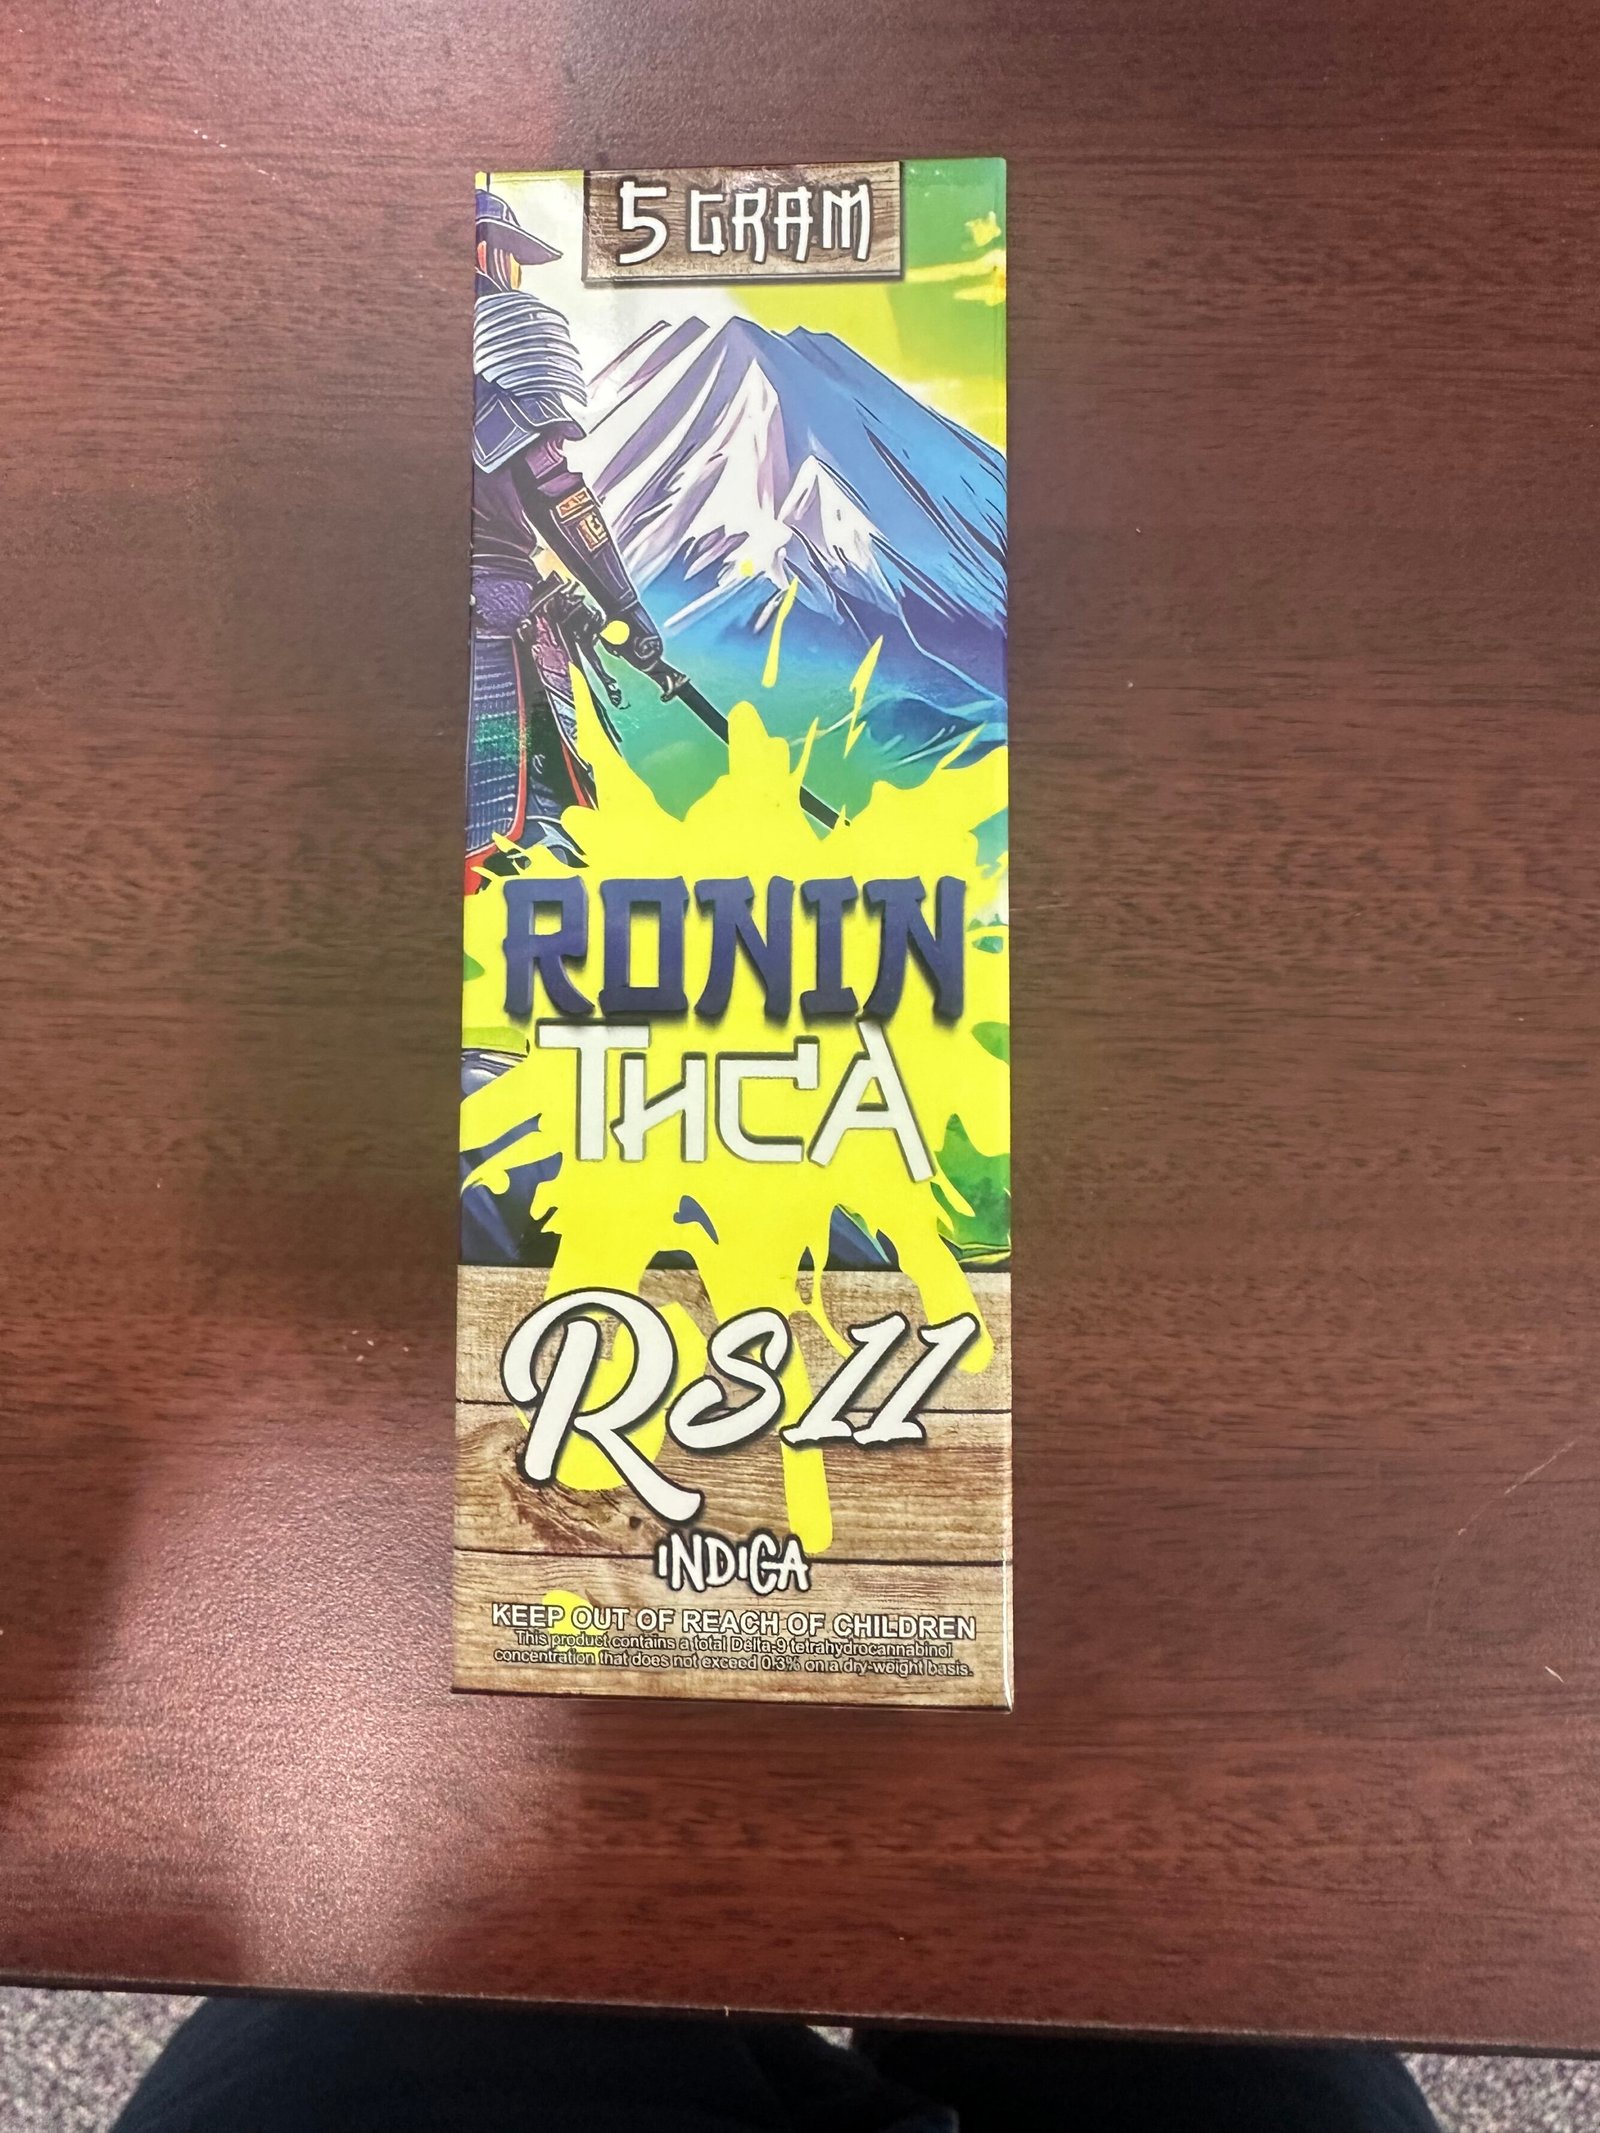 5 GRAM
RONIN
THCA
RS11
INDICA
KEEP OUT OF REACH OF CHILDREN
This product contains a total Delta-9 tetrahydrocannabinol
concentration that does not exceed 0.3% on a dry-weight basis.